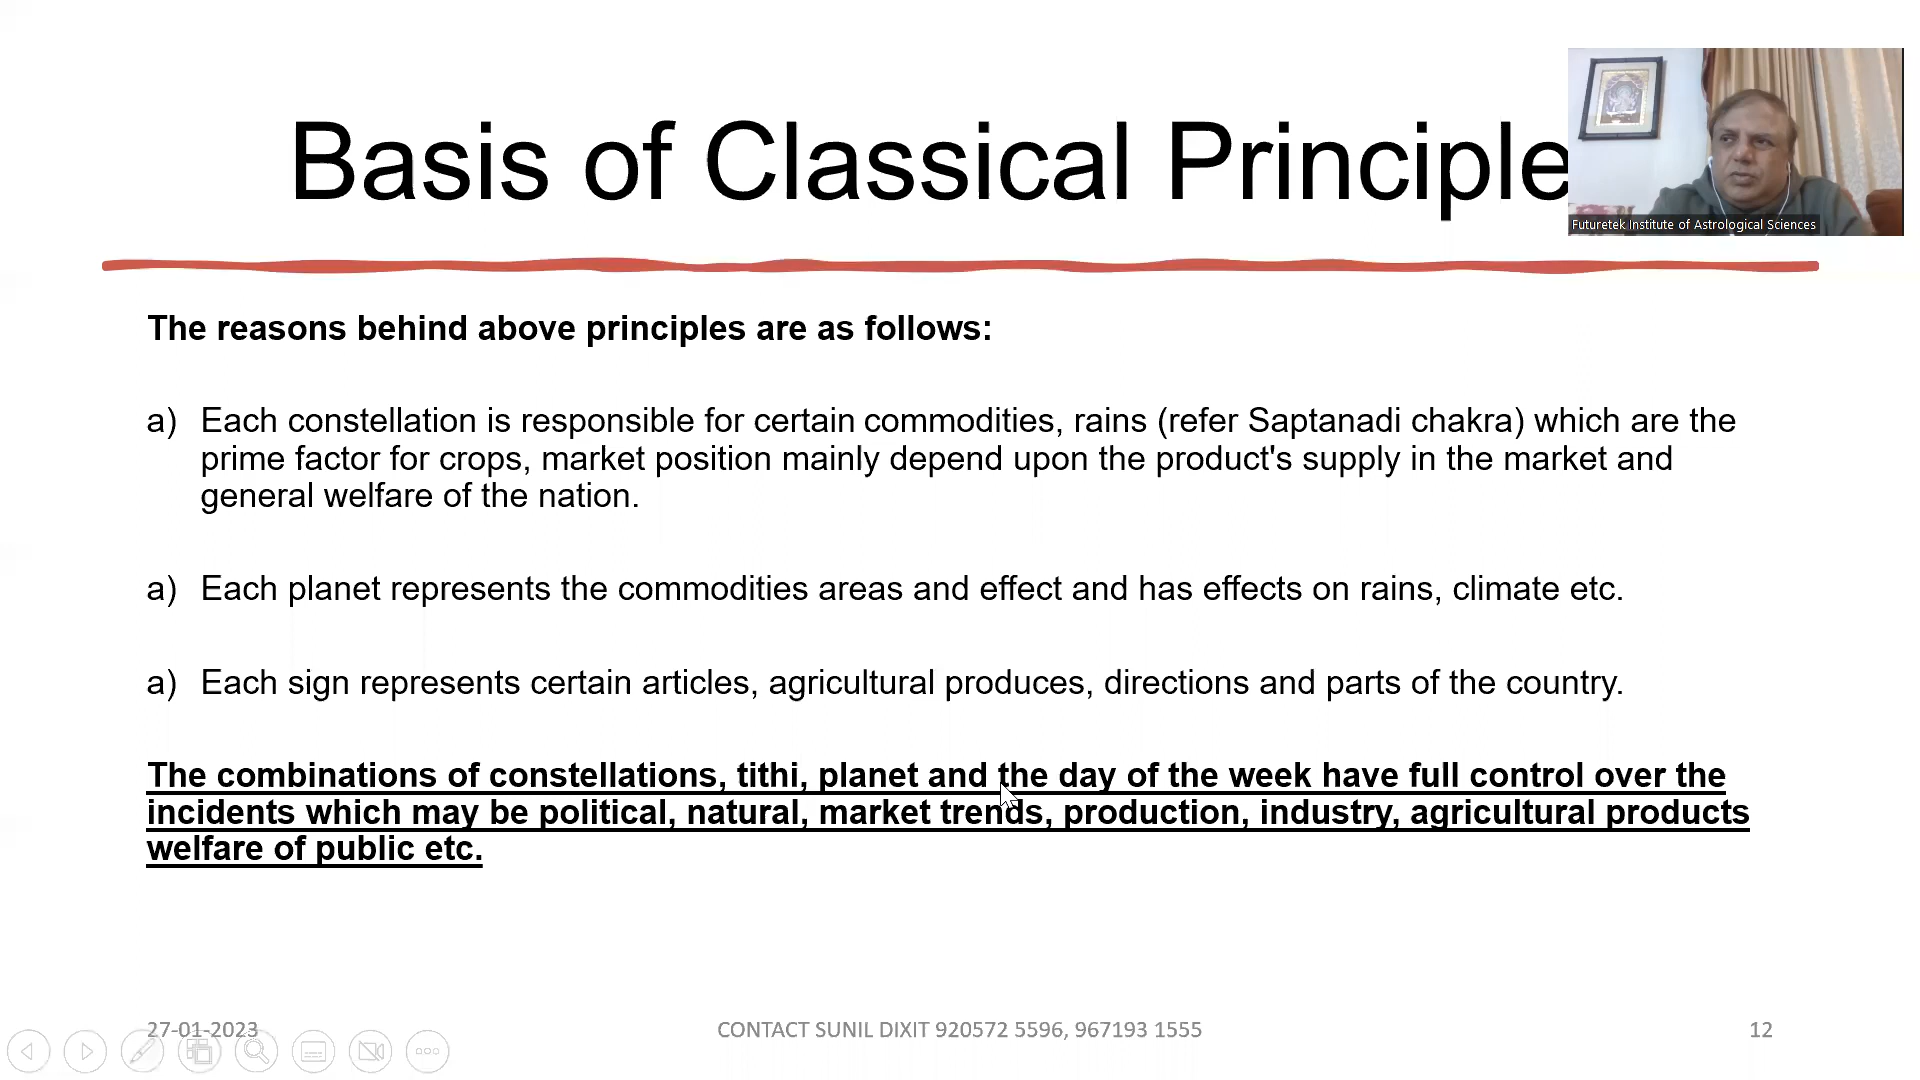 Basis of Classical Principle
Futuretek Institute of Astrological Sciences
The reasons behind above principles are as follows:
a) Each constellation is responsible for certain commodities, rains (refer Saptanadi chakra) which are the
prime factor for crops, market position mainly depend upon the product's supply in the market and
general welfare of the nation.
a) Each planet represents the commodities areas and effect and has effects on rains, climate etc.
a) Each sign represents certain articles, agricultural produces, directions and parts of the country.
The combinations of constellations, tithi, planet and the day of the week have full control over the
incidents which may be political, natural, market trends, production, industry, agricultural products
welfare of public etc.
27-01-2023
CONTACT SUNIL DIXIT 920572 5596, 967193 1555
12